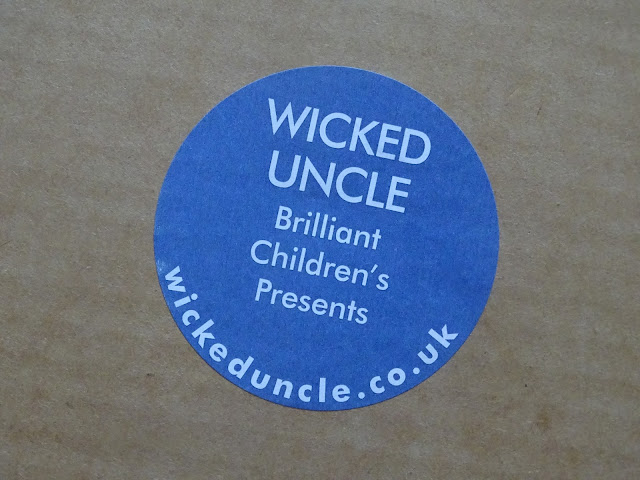 WICKED
UNCLE
Brilliant
Children's
Presents
wickeduncle.co.uk